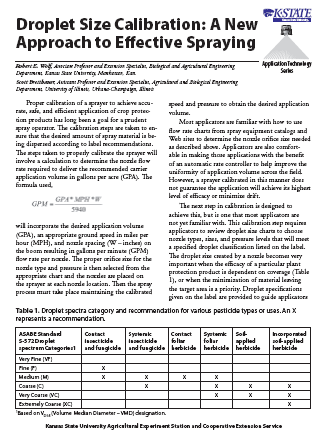 Droplet Size Calibration: A New
Approach to Effective Spraying
K-STATE
Kansas State University
Application Technology
Series
Robert E. Wolf, Associate Professor and Extension Specialist, Biological and Agricultural Engineering
Department, Kansas State University, Manhattan, Kan.
Scott Bretthauer, Assistant Professor and Extension Specialist, Agricultural and Biological Engineering
Department, University of Illinois, Urbana-Champaign, Illinois
Proper calibration of a sprayer to achieve accu-
rate, safe, and efficient application of crop protec-
tion products has long been a goal for a prudent
spray operator. The calibration steps are taken to en-
sure that the desired amount of spray material is be-
ing dispersed according to label recommendations.
The steps taken to properly calibrate the sprayer will
involve a calculation to determine the nozzle flow
rate required to deliver the recommended carrier
application volume in gallons per acre (GPA). The
formula used,
GPM = GPA * MPH * W
5940
will incorporate the desired application volume
(GPA), an appropriate ground speed in miles per
hour (MPH), and nozzle spacing (W – inches) on
the boom resulting in gallons per minute (GPM)
flow rate per nozzle. The proper orifice size for the
nozzle type and pressure is then selected from the
appropriate chart and the nozzles are placed on
the sprayer at each nozzle location. Then the spray
process must take place maintaining the calibrated
speed and pressure to obtain the desired application
volume.
Most applicators are familiar with how to use
flow rate charts from spray equipment catalogs and
Web sites to determine the nozzle orifice size needed
as described above. Applicators are also comfort-
able in making those applications with the benefit
of an automatic rate controller to help improve the
uniformity of application volume across the field.
However, a sprayer calibrated in this manner does
not guarantee the application will achieve its highest
level of efficacy or minimize drift.
The next step in calibration is designed to
achieve this, but is one that most applicators are
not yet familiar with. This calibration step requires
applicators to review droplet size charts to choose
nozzle types, sizes, and pressure levels that will meet
a specified droplet classification listed on the label.
The droplet size created by a nozzle becomes very
important when the efficacy of a particular plant
protection product is dependent on coverage (Table
1), or when the minimization of material leaving
the target area is a priority. Droplet specifications
given on the label are provided to guide applicators
Table 1. Droplet spectra category and recommendation for various pesticide types or uses. An X
represents a recommendation.
ASABE Standard
S-572 Droplet
spectrum Categories1
Contact
insecticide
and fungicide
Systemic
insecticide
and fungicide
Contact
foliar
herbicide
Systemic
foliar
herbicide
Soil-
applied
herbicide
Incorporated
soil-applied
herbicide
Very Fine (VF)
Fine (F) X
Medium (M) X X X X
Coarse (C) X X X X
Very Coarse (VC) X X X
Extremely Coarse (XC) X
1Based on VD0.5 (Volume Median Diameter – VMD) designation.
Kansas State University Agricultural Experiment Station and Cooperative Extension Service